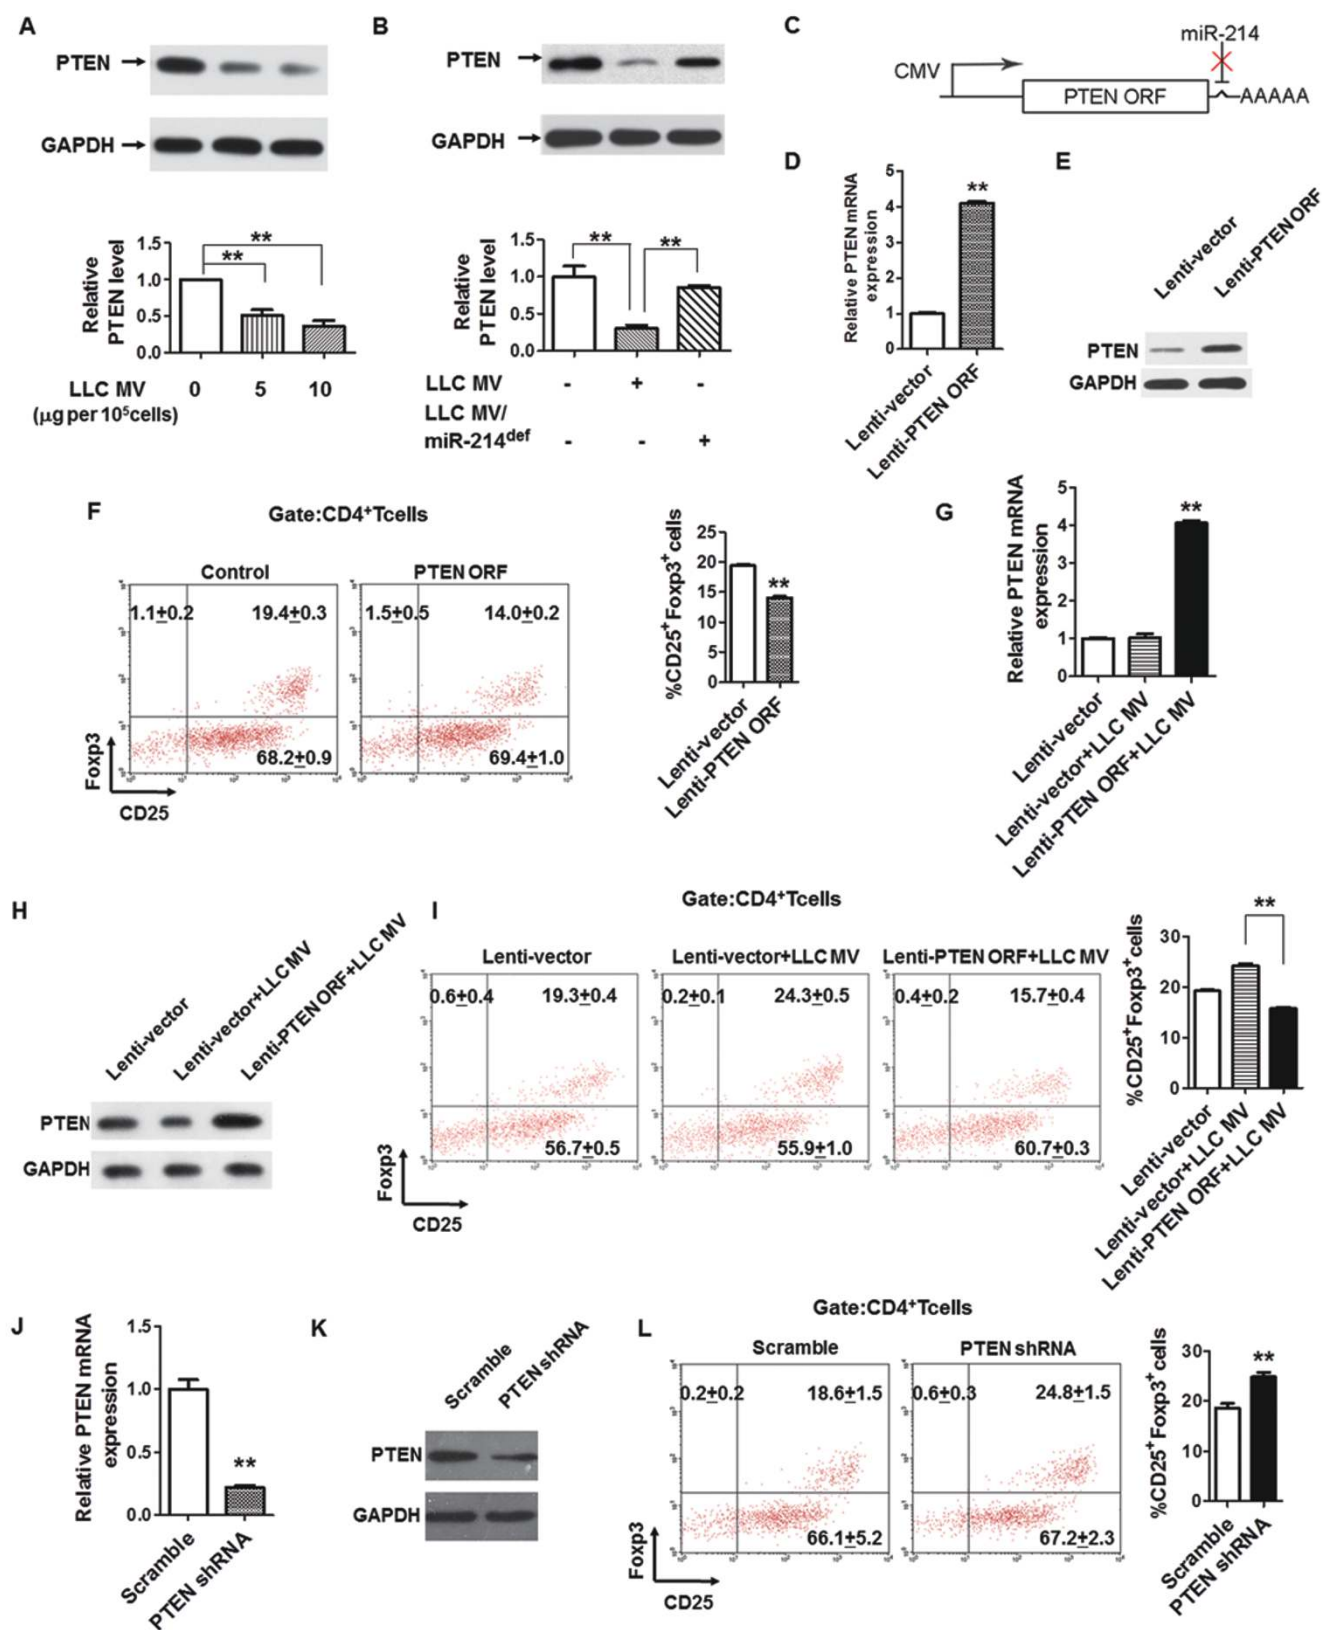 A
PTEN
GAPDH
Relative
PTEN level
1.5
1.0
0.5
0.0
**
**
LLC MV
0
5
10
(μg per 10⁵cells)
B
PTEN
GAPDH
Relative
PTEN level
1.5
1.0
0.5
0.0
**
**
LLC MV
-
+
-
LLC MV/
miR-214ᵈᵉᶠ
-
-
+
C
miR-214
CMV
PTEN ORF
AAAAA
D
Relative PTEN mRNA
expression
5
4
3
2
1
0
**
Lenti-vector
Lenti-PTEN ORF
E
Lenti-vector
Lenti-PTEN ORF
PTEN
GAPDH
F
Gate:CD4⁺Tcells
Control
1.1±0.2
19.4±0.3
68.2±0.9
PTEN ORF
1.5±0.5
14.0±0.2
69.4±1.0
Foxp3
CD25
%CD25⁺Foxp3⁺cells
25
20
15
10
5
0
**
Lenti-vector
Lenti-PTEN ORF
G
Relative PTEN mRNA
expression
5
4
3
2
1
0
**
Lenti-vector
Lenti-vector+LLC MV
Lenti-PTEN ORF+LLC MV
H
Lenti-vector
Lenti-vector+LLC MV
Lenti-PTEN ORF+LLC MV
PTEN
GAPDH
I
Gate:CD4⁺Tcells
Lenti-vector
0.6±0.4
19.3±0.4
56.7±0.5
Lenti-vector+LLC MV
0.2±0.1
24.3±0.5
55.9±1.0
Lenti-PTEN ORF+LLC MV
0.4±0.2
15.7±0.4
60.7±0.3
Foxp3
CD25
%CD25⁺Foxp3⁺cells
30
20
10
0
**
Lenti-vector
Lenti-vector+LLC MV
Lenti-PTEN ORF+LLC MV
J
Relative PTEN mRNA
expression
1.5
1.0
0.5
0.0
**
Scramble
PTEN shRNA
K
Scramble
PTEN shRNA
PTEN
GAPDH
L
Gate:CD4⁺Tcells
Scramble
0.2±0.2
18.6±1.5
66.1±5.2
PTEN shRNA
0.6±0.3
24.8±1.5
67.2±2.3
Foxp3
CD25
%CD25⁺Foxp3⁺cells
30
20
10
0
**
Scramble
PTEN shRNA